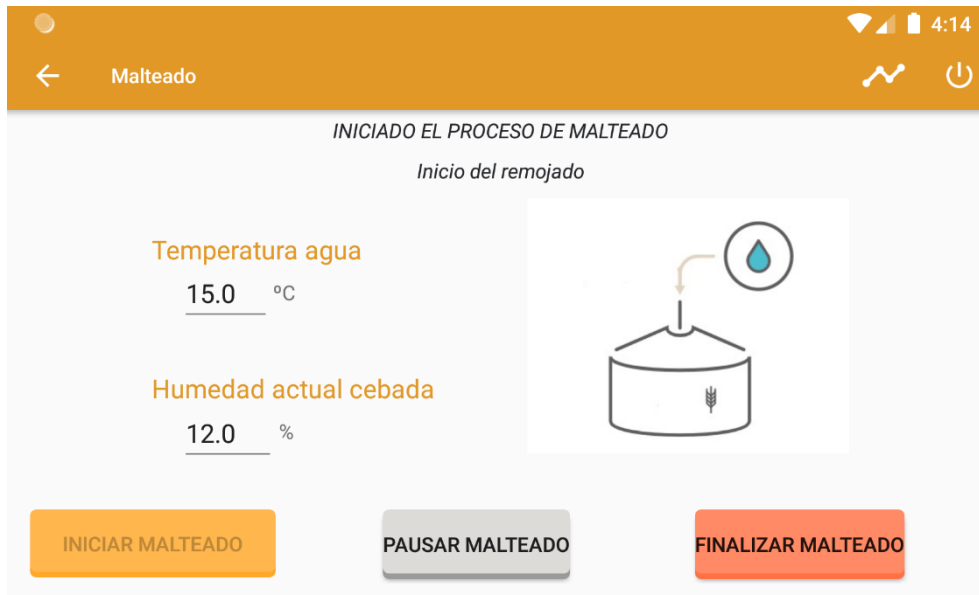 4:14
Malteado
INICIADO EL PROCESO DE MALTEADO
Inicio del remojado
Temperatura agua
15.0 ºC
Humedad actual cebada
12.0 %
INICIAR MALTEADO
PAUSAR MALTEADO
FINALIZAR MALTEADO